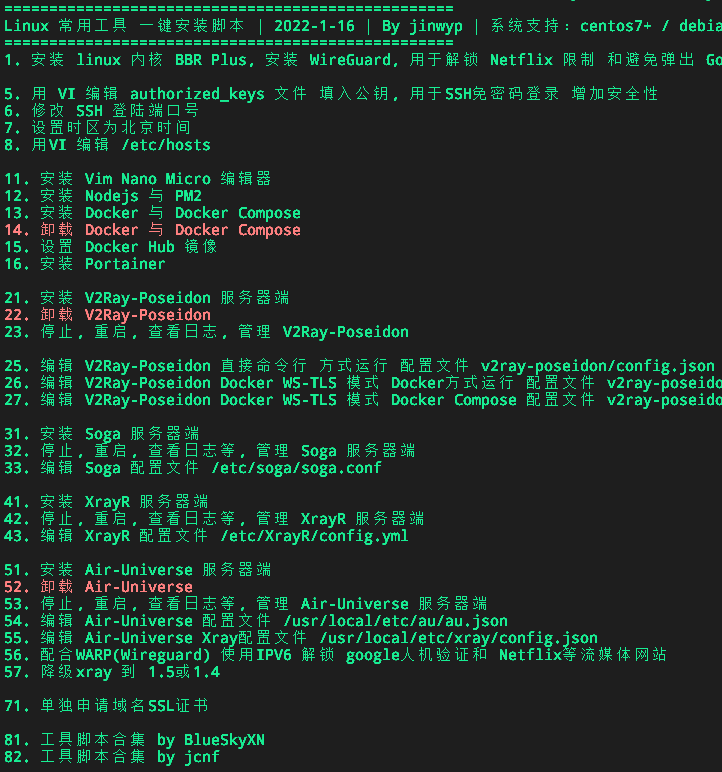 ==================================================
Linux 常用工具 一键安装脚本 | 2022-1-16 | By jinwyp | 系统支持：centos7+ / debia
==================================================
1. 安装 linux 内核 BBR Plus, 安装 WireGuard, 用于解锁 Netflix 限制 和避免弹出 Go
5. 用 VI 编辑 authorized_keys 文件 填入公钥, 用于SSH免密码登录 增加安全性
6. 修改 SSH 登陆端口号
7. 设置时区为北京时间
8. 用VI 编辑 /etc/hosts
11. 安装 Vim Nano Micro 编辑器
12. 安装 Nodejs 与 PM2
13. 安装 Docker 与 Docker Compose
14. 卸载 Docker 与 Docker Compose
15. 设置 Docker Hub 镜像
16. 安装 Portainer
21. 安装 V2Ray-Poseidon 服务器端
22. 卸载 V2Ray-Poseidon
23. 停止, 重启, 查看日志, 管理 V2Ray-Poseidon
25. 编辑 V2Ray-Poseidon 直接命令行 方式运行 配置文件 v2ray-poseidon/config.json
26. 编辑 V2Ray-Poseidon Docker WS-TLS 模式 Docker方式运行 配置文件 v2ray-poseid
27. 编辑 V2Ray-Poseidon Docker WS-TLS 模式 Docker Compose 配置文件 v2ray-poseido
31. 安装 Soga 服务器端
32. 停止, 重启, 查看日志等, 管理 Soga 服务器端
33. 编辑 Soga 配置文件 /etc/soga/soga.conf
41. 安装 XrayR 服务器端
42. 停止, 重启, 查看日志等, 管理 XrayR 服务器端
43. 编辑 XrayR 配置文件 /etc/XrayR/config.yml
51. 安装 Air-Universe 服务器端
52. 卸载 Air-Universe
53. 停止, 重启, 查看日志等, 管理 Air-Universe 服务器端
54. 编辑 Air-Universe 配置文件 /usr/local/etc/au/au.json
55. 编辑 Air-Universe Xray配置文件 /usr/local/etc/xray/config.json
56. 配合WARP(Wireguard) 使用IPV6 解锁 google人机验证和 Netflix等流媒体网站
57. 降级xray 到 1.5或1.4
71. 单独申请域名SSL证书
81. 工具脚本合集 by BlueSkyXN
82. 工具脚本合集 by jcnf